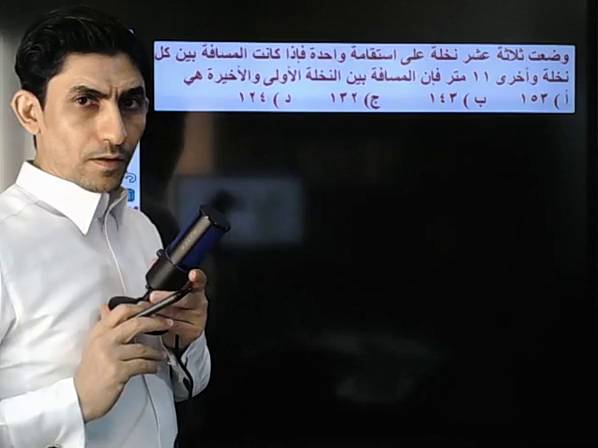 وضعت ثلاثة عشر نخلة على استقامة واحدة فإذا كانت المسافة بين كل
نخلة وأخرى ١١ متر فإن المسافة بين النخلة الأولى والأخيرة هي
أ ) ١٥٣ ب ) ١٤٣ ج) ١٣٢ د ) ١٢٤